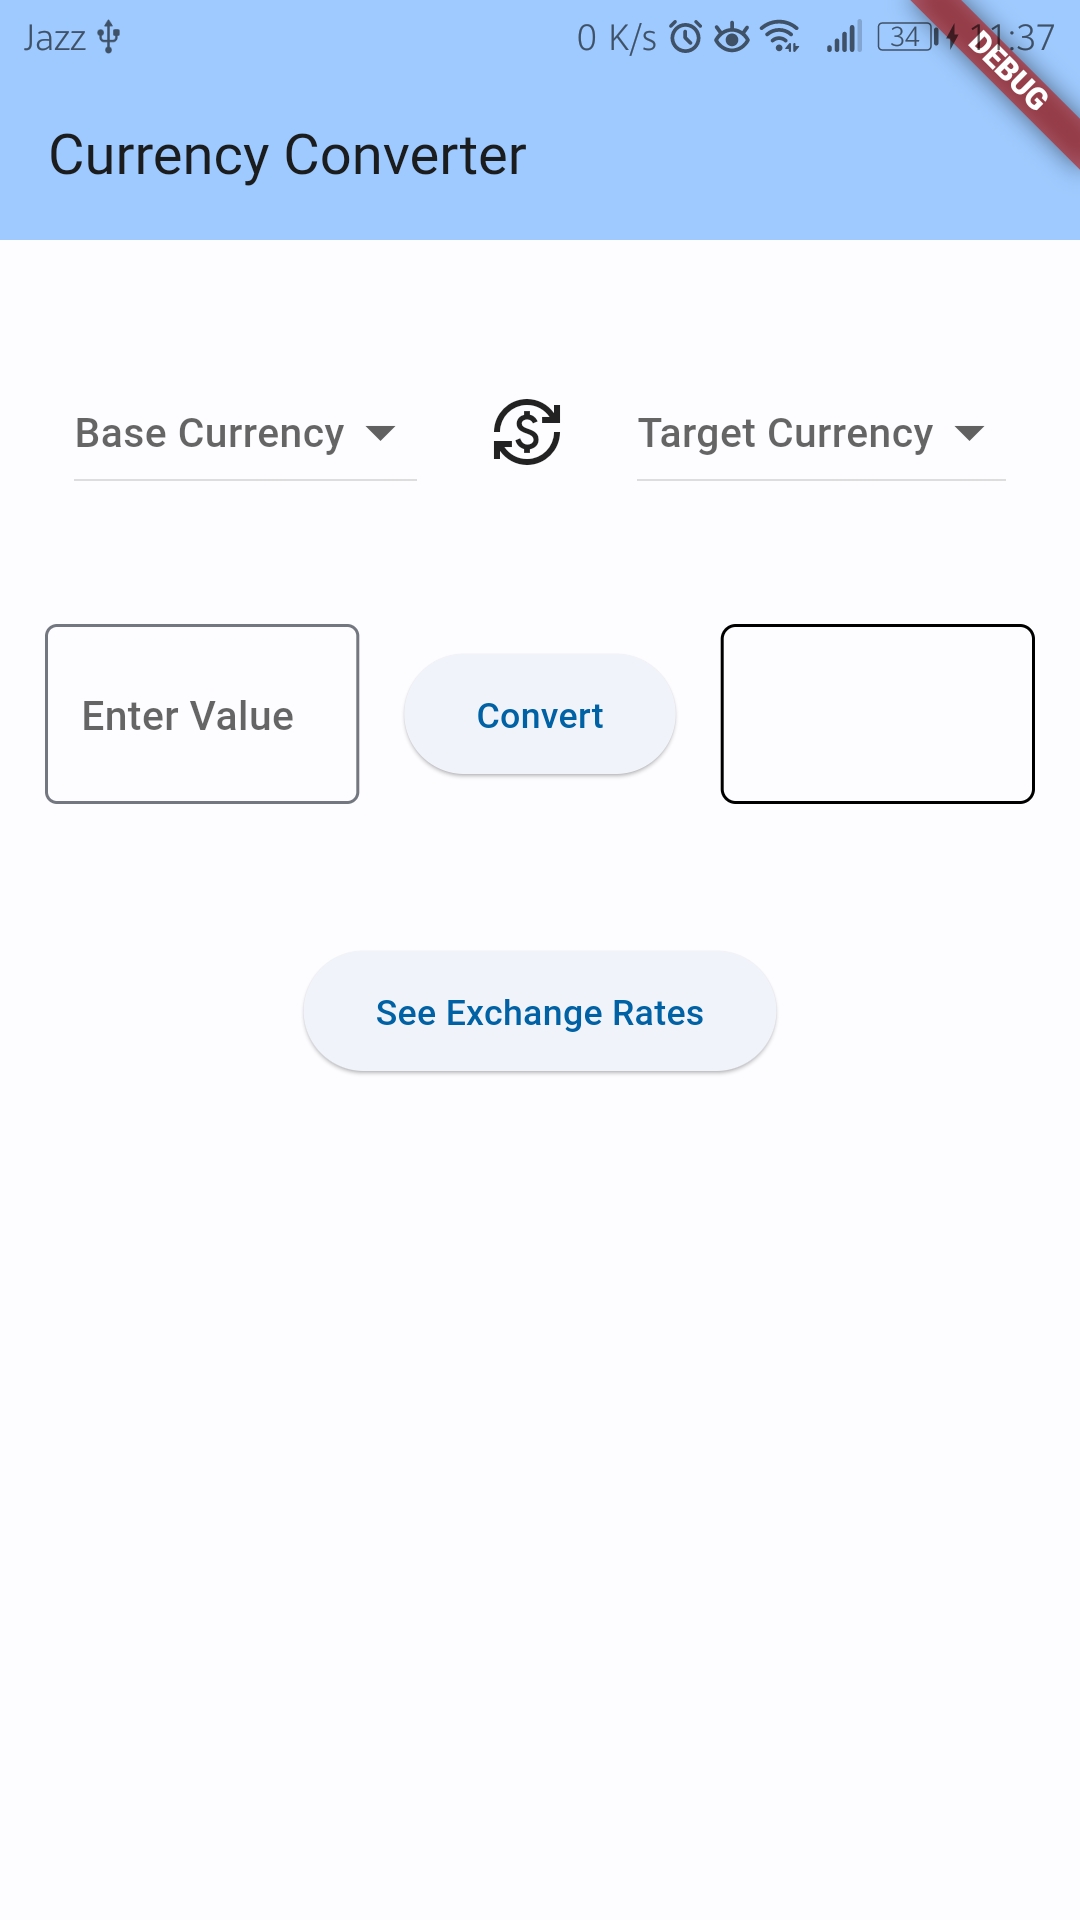 Jazz 0 K/s 34 11:37
DEBUG
Currency Converter
Base Currency $ Target Currency
Enter Value Convert
See Exchange Rates